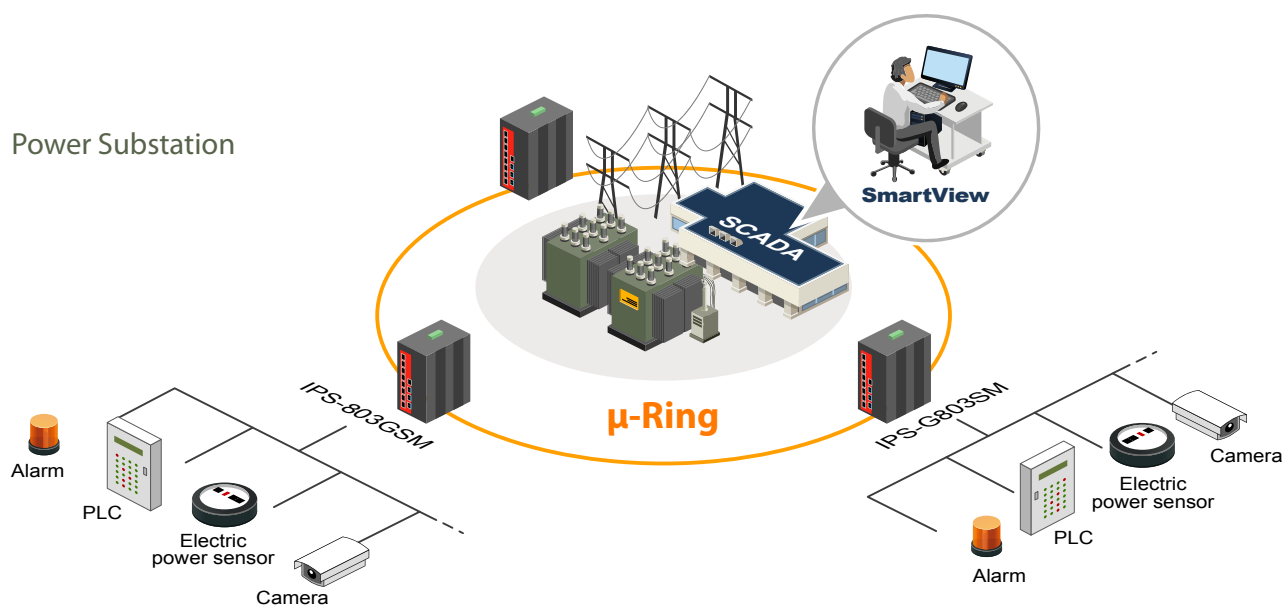 Power Substation
SmartView
SCADA
µ-Ring
IPS-803GSM
IPS-G803SM
Alarm
PLC
Electric
power sensor
Camera
Camera
Electric
power sensor
PLC
Alarm